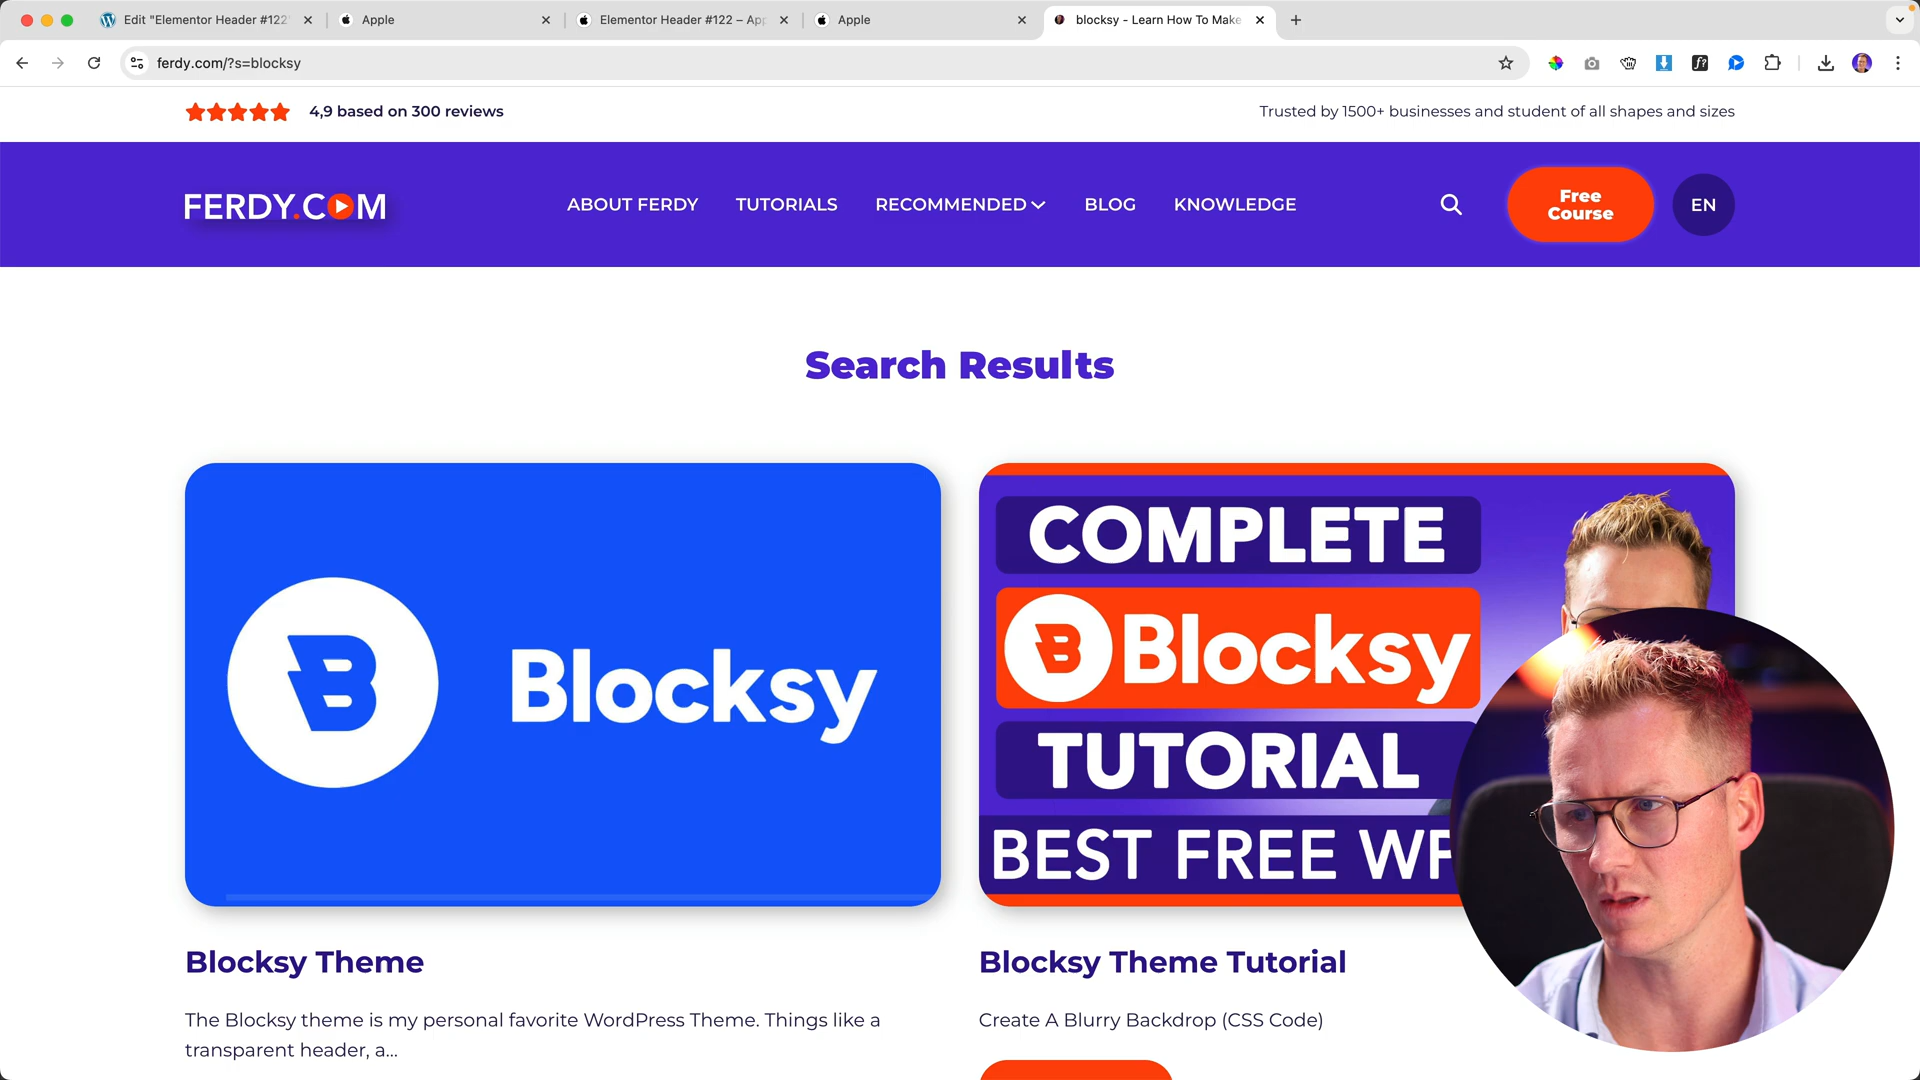 Edit "Elementor Header #122"
Apple
Elementor Header #122 – App
Apple
blocksy - Learn How To Make
ferdy.com/?s=blocksy
4,9 based on 300 reviews
Trusted by 1500+ businesses and student of all shapes and sizes
FERDY.COM
ABOUT FERDY
TUTORIALS
RECOMMENDED
BLOG
KNOWLEDGE
Free
Course
EN
Search Results
B Blocksy
COMPLETE
B Blocksy
TUTORIAL
BEST FREE WP
Blocksy Theme
Blocksy Theme Tutorial
The Blocksy theme is my personal favorite WordPress Theme. Things like a
transparent header, a...
Create A Blurry Backdrop (CSS Code)